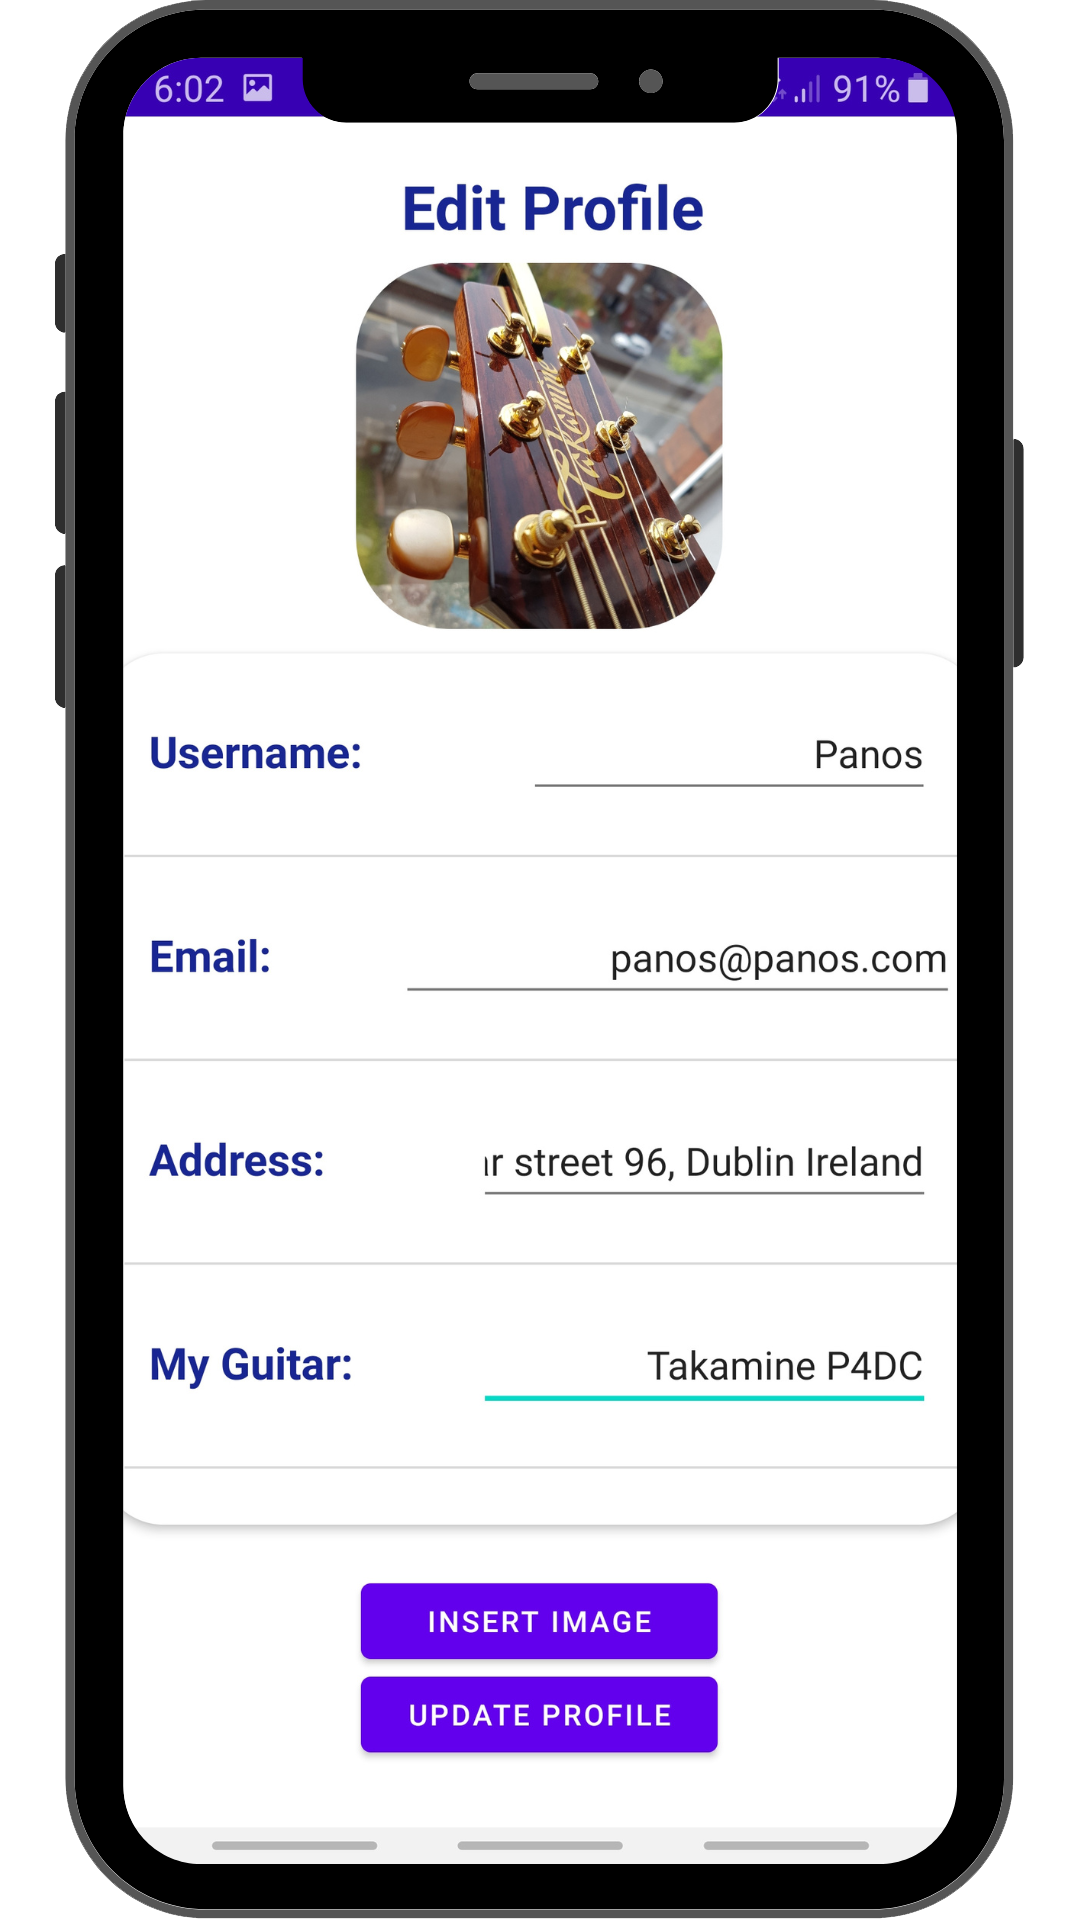 6:02 91%
Edit Profile
Takamine
Username: Panos
Email: panos@panos.com
Address: r street 96, Dublin Ireland
My Guitar: Takamine P4DC
INSERT IMAGE
UPDATE PROFILE